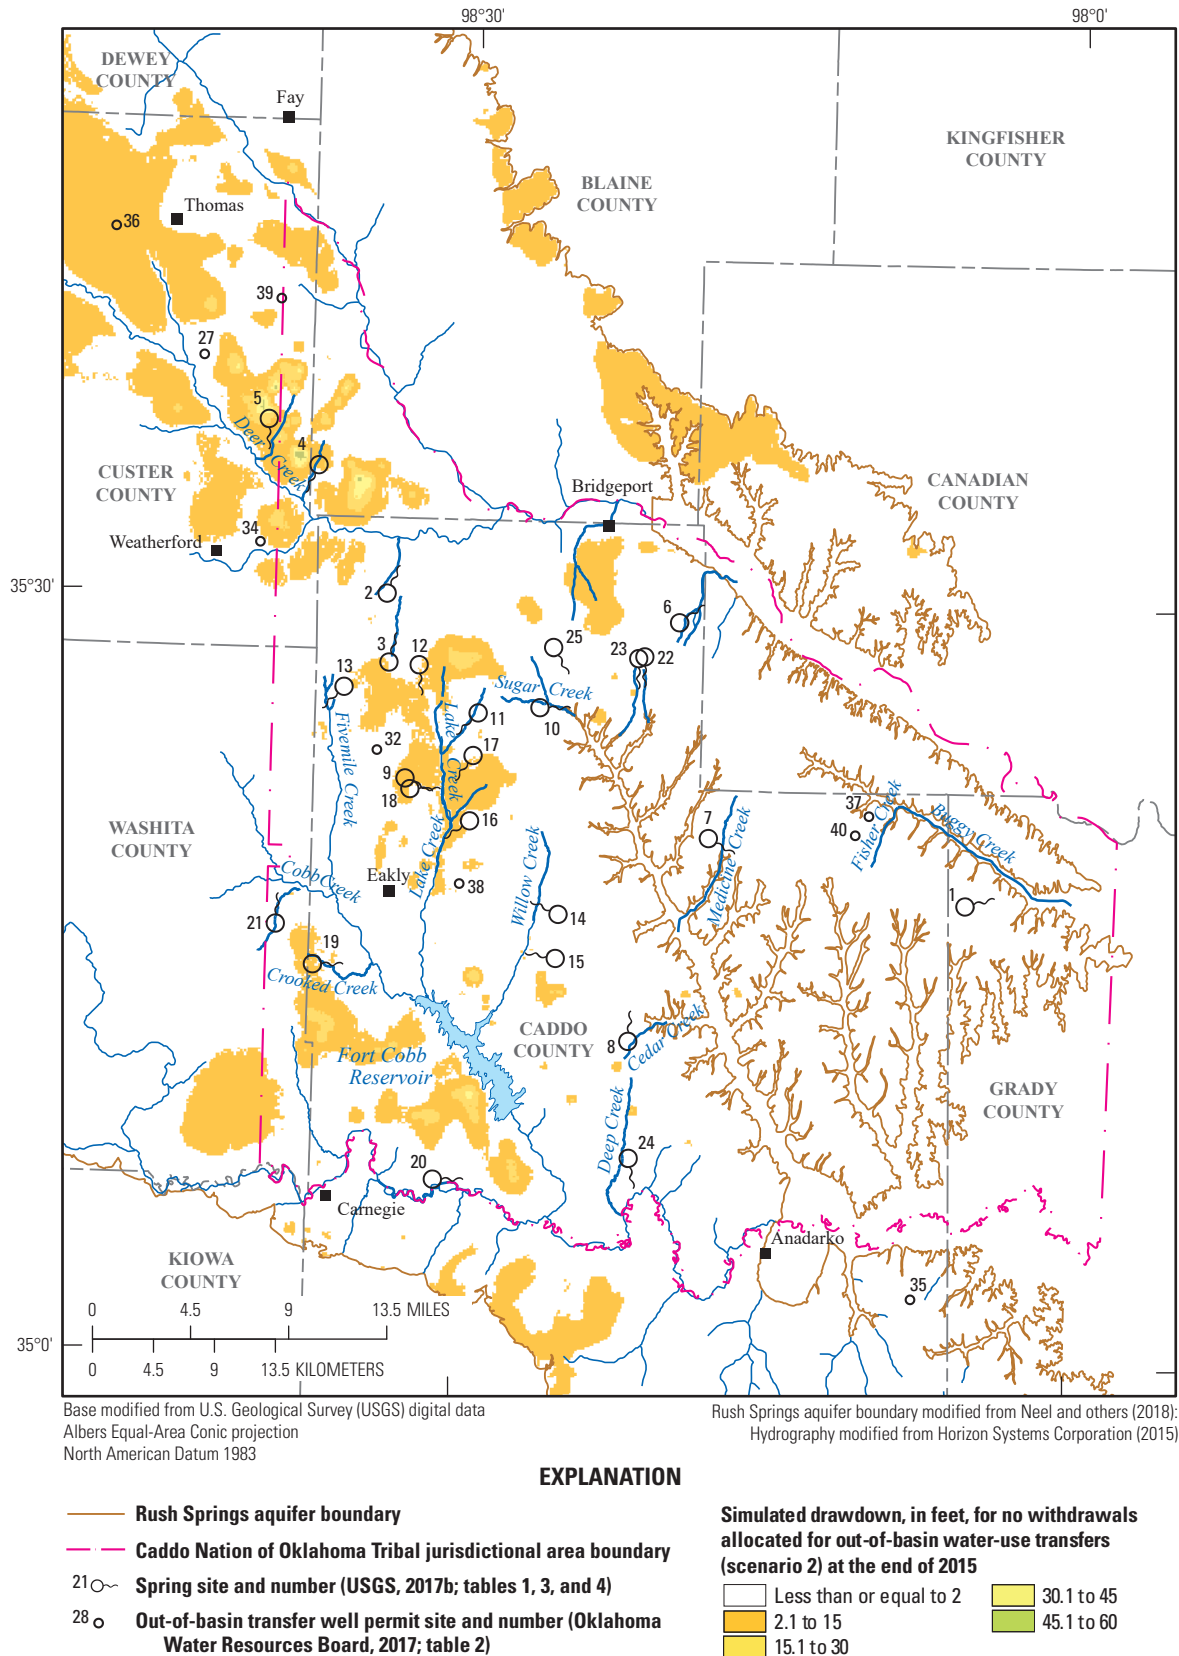 98°30'
98°0'
DEWEY
COUNTY
Fay
KINGFISHER
COUNTY
BLAINE
COUNTY
Thomas
36
39
27
5
Deer Creek
4
CUSTER
COUNTY
CANADIAN
COUNTY
Bridgeport
34
Weatherford
35°30'
2
6
25
23
22
3
12
13
Sugar Creek
Lake Creek
11
10
Fivemile Creek
32
17
9
18
37
40
Fisher Creek
Buggy Creek
16
7
Medicine Creek
WASHITA
COUNTY
Cobb Creek
Eakly
Lake Creek
38
Willow Creek
1
14
21
19
15
Crooked Creek
CADDO
COUNTY
8
Cedar Creek
Fort Cobb
Reservoir
GRADY
COUNTY
Deep Creek
24
20
Carnegie
Anadarko
KIOWA
COUNTY
35
0 4.5 9 13.5 MILES
0 4.5 9 13.5 KILOMETERS
35°0'
Base modified from U.S. Geological Survey (USGS) digital data
Albers Equal-Area Conic projection
North American Datum 1983
Rush Springs aquifer boundary modified from Neel and others (2018):
Hydrography modified from Horizon Systems Corporation (2015)
EXPLANATION
Rush Springs aquifer boundary
Caddo Nation of Oklahoma Tribal jurisdictional area boundary
21 Spring site and number (USGS, 2017b; tables 1, 3, and 4)
28 Out-of-basin transfer well permit site and number (Oklahoma
Water Resources Board, 2017; table 2)
Simulated drawdown, in feet, for no withdrawals
allocated for out-of-basin water-use transfers
(scenario 2) at the end of 2015
Less than or equal to 2
2.1 to 15
15.1 to 30
30.1 to 45
45.1 to 60